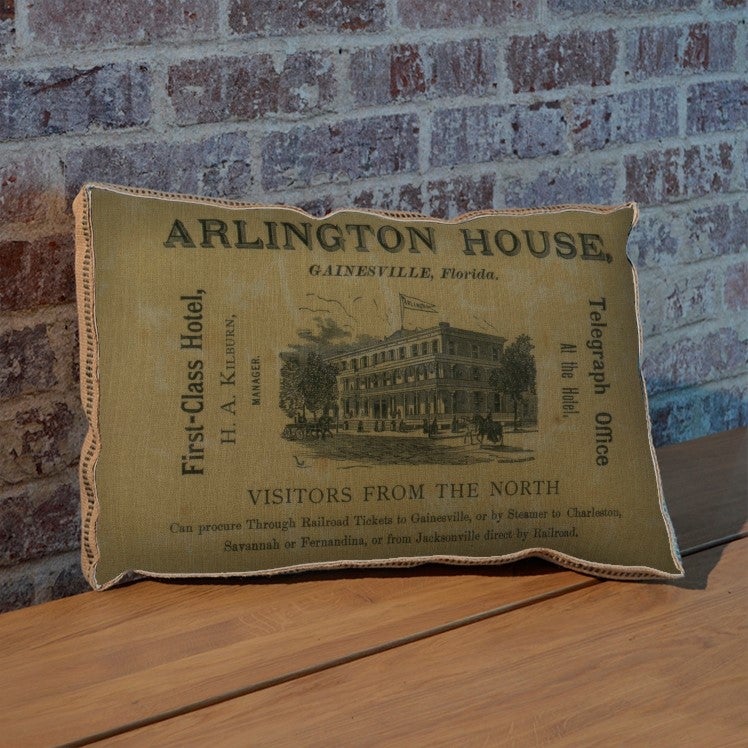 ARLINGTON HOUSE,
GAINESVILLE, Florida.
First-Class Hotel,
H. A. KILBURN,
MANAGER.
ARLINGTON
Telegraph Office
At the Hotel.
VISITORS FROM THE NORTH
Can procure Through Railroad Tickets to Gainesville, or by Steamer to Charleston,
Savannah or Fernandina, or from Jacksonville direct by Railroad.